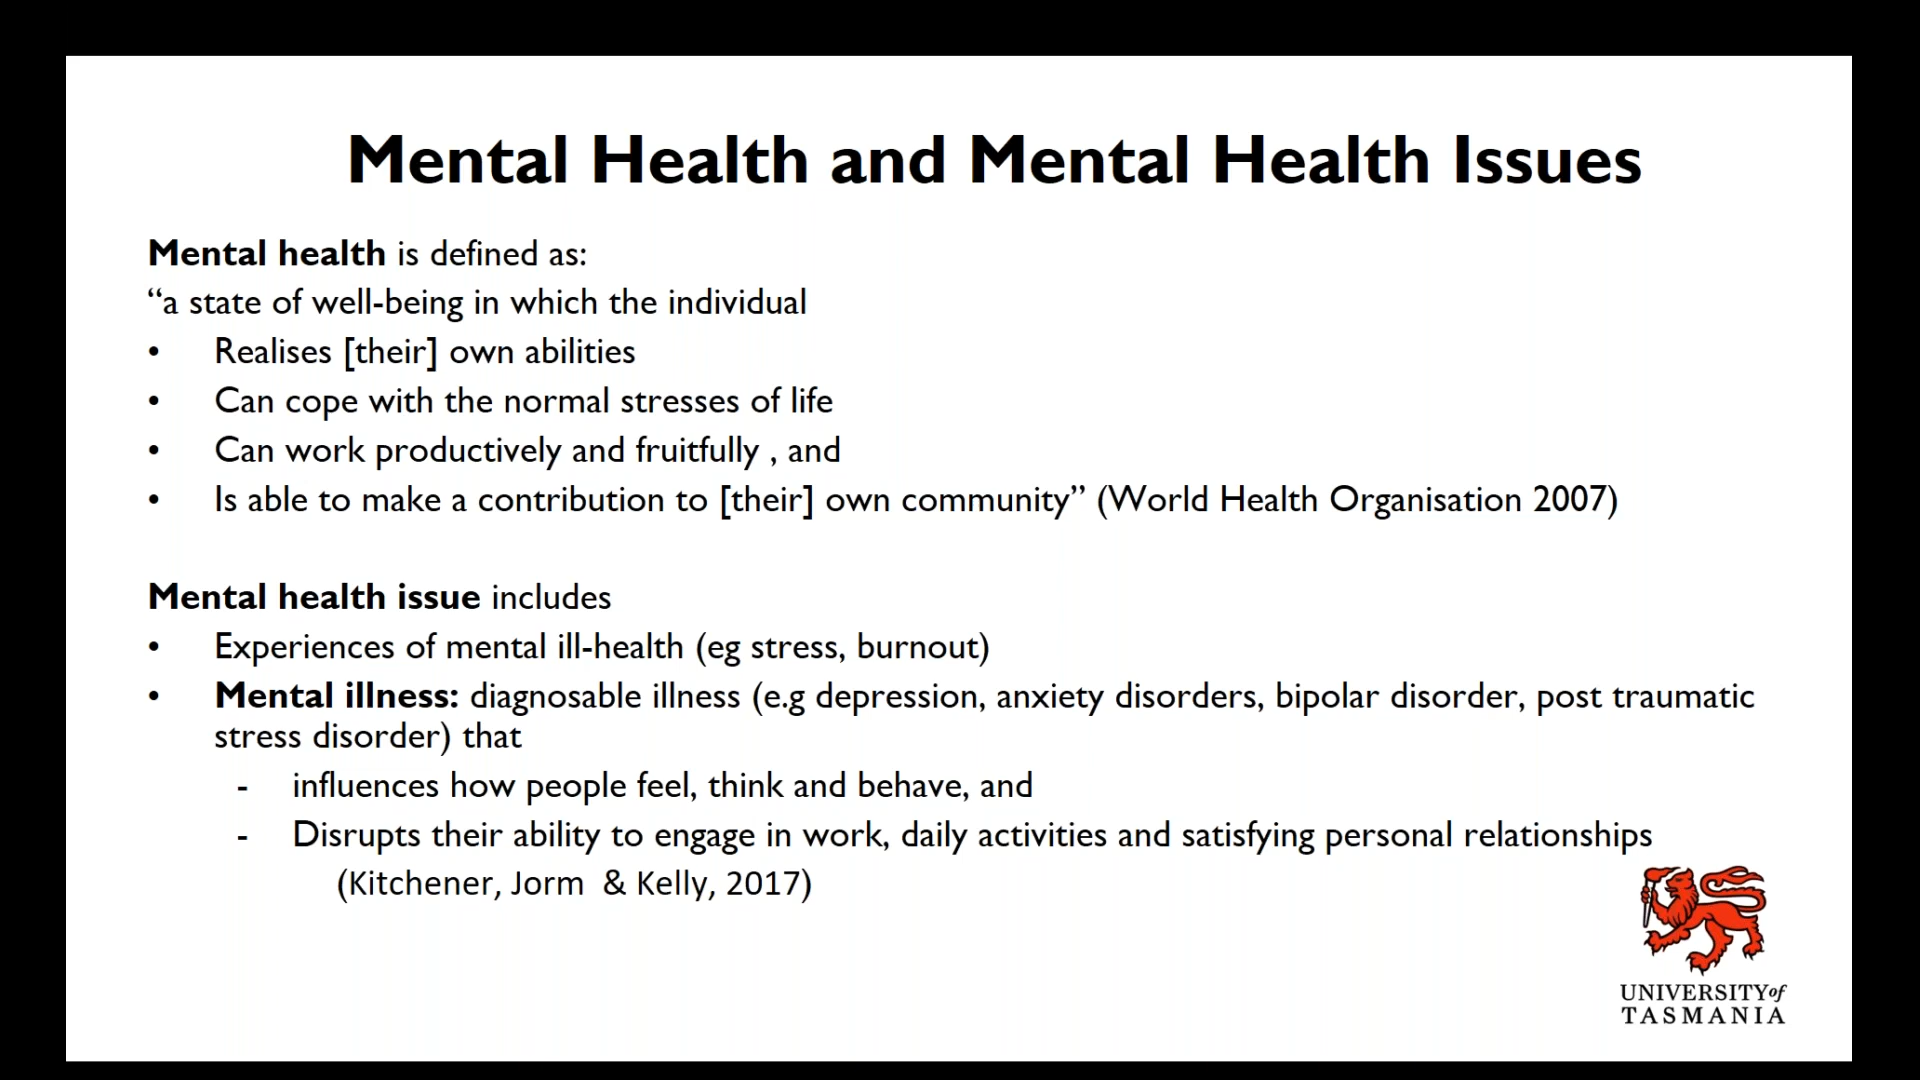 Mental Health and Mental Health Issues
Mental health is defined as:
“a state of well-being in which the individual
• Realises [their] own abilities
• Can cope with the normal stresses of life
• Can work productively and fruitfully , and
• Is able to make a contribution to [their] own community” (World Health Organisation 2007)
Mental health issue includes
• Experiences of mental ill-health (eg stress, burnout)
• Mental illness: diagnosable illness (e.g depression, anxiety disorders, bipolar disorder, post traumatic
stress disorder) that
- influences how people feel, think and behave, and
- Disrupts their ability to engage in work, daily activities and satisfying personal relationships
(Kitchener, Jorm & Kelly, 2017)
UNIVERSITY of
TASMANIA